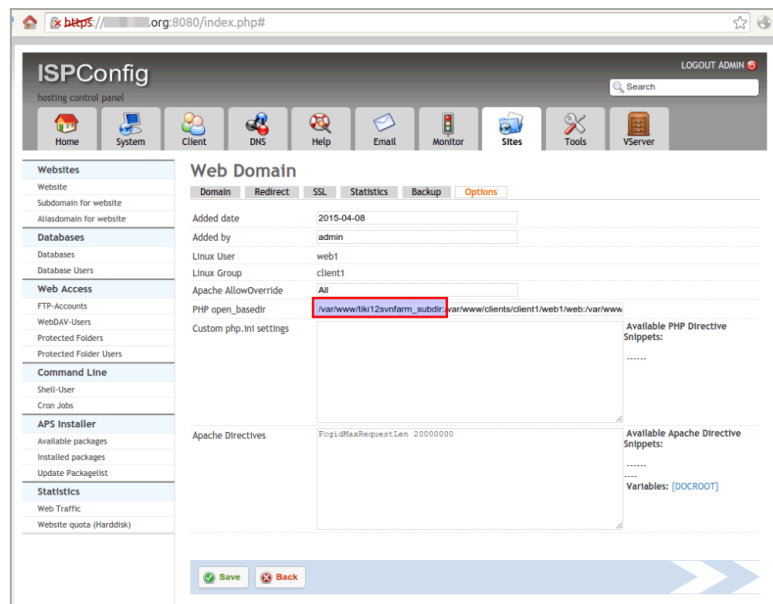 https://
.org:8080/index.php#
LOGOUT ADMIN
ISPConfig
Search
hosting control panel
Home System Client DNS Help Email Monitor Sites Tools VServer
Websites
Website
Subdomain for website
Aliasdomain for website
Databases
Databases
Database Users
Web Access
FTP-Accounts
WebDAV-Users
Protected Folders
Protected Folder Users
Command Line
Shell-User
Cron Jobs
APS Installer
Available packages
Installed packages
Update Packagelist
Statistics
Web Traffic
Website quota (Harddisk)
Web Domain
Domain Redirect SSL Statistics Backup Options
Added date 2015-04-08
Added by admin
Linux User web1
Linux Group client1
Apache AllowOverride All
PHP open_basedir /var/www/tiki12svnfarm_subdir:/var/www/clients/client1/web1/web:/var/www
Custom php.ini settings
Available PHP Directive
Snippets:
------
Apache Directives FcgidMaxRequestLen 20000000
Available Apache Directive
Snippets:
------
----
Variables: {DOCROOT}
Save Back